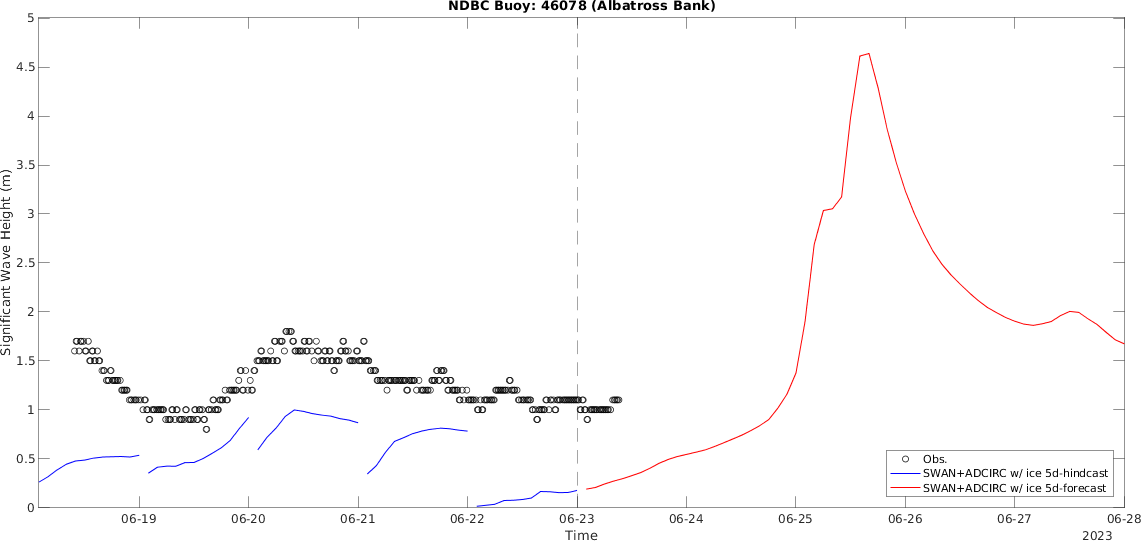 NDBC Buoy: 46078 (Albatross Bank)
5
4.5
4
3.5
3
2.5
2
1.5
1
0.5
0
Significant Wave Height (m)
Obs.
SWAN+ADCIRC w/ ice 5d-hindcast
SWAN+ADCIRC w/ ice 5d-forecast
06-19 06-20 06-21 06-22 06-23 06-24 06-25 06-26 06-27 06-28
Time
2023